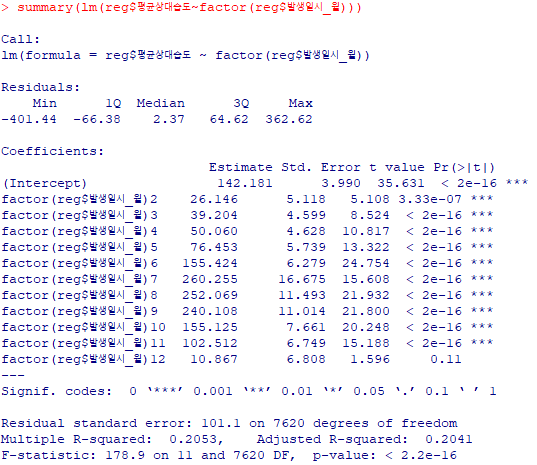 > summary(lm(reg$평균상대습도~factor(reg$발생일시_월)))
Call:
lm(formula = reg$평균상대습도 ~ factor(reg$발생일시_월))
Residuals:
Min 1Q Median 3Q Max
-401.44 -66.38 2.37 64.62 362.62
Coefficients:
Estimate Std. Error t value Pr(>|t|)
(Intercept) 142.181 3.990 35.631 < 2e-16 ***
factor(reg$발생일시_월)2 26.146 5.118 5.108 3.33e-07 ***
factor(reg$발생일시_월)3 39.204 4.599 8.524 < 2e-16 ***
factor(reg$발생일시_월)4 50.060 4.628 10.817 < 2e-16 ***
factor(reg$발생일시_월)5 76.453 5.739 13.322 < 2e-16 ***
factor(reg$발생일시_월)6 155.424 6.279 24.754 < 2e-16 ***
factor(reg$발생일시_월)7 260.255 16.675 15.608 < 2e-16 ***
factor(reg$발생일시_월)8 252.069 11.493 21.932 < 2e-16 ***
factor(reg$발생일시_월)9 240.108 11.014 21.800 < 2e-16 ***
factor(reg$발생일시_월)10 155.125 7.661 20.248 < 2e-16 ***
factor(reg$발생일시_월)11 102.512 6.749 15.188 < 2e-16 ***
factor(reg$발생일시_월)12 10.867 6.808 1.596 0.11
---
Signif. codes: 0 ‘***’ 0.001 ‘**’ 0.01 ‘*’ 0.05 ‘.’ 0.1 ‘ ’ 1
Residual standard error: 101.1 on 7620 degrees of freedom
Multiple R-squared: 0.2053, Adjusted R-squared: 0.2041
F-statistic: 178.9 on 11 and 7620 DF, p-value: < 2.2e-16